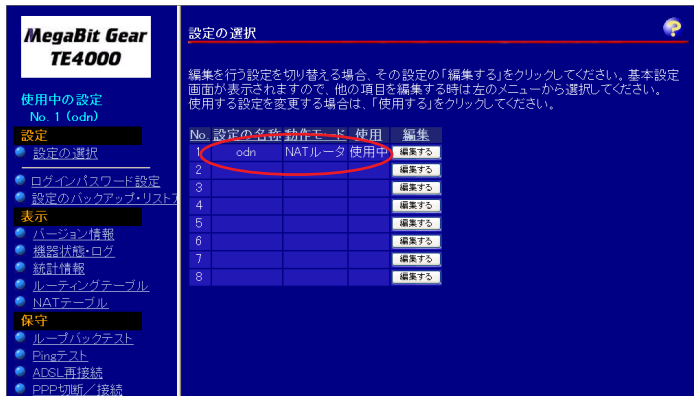 MegaBit Gear
TE4000
使用中の設定
No. 1 (odn)
設定
設定の選択
ログインパスワード設定
設定のバックアップ・リストア
表示
バージョン情報
機器状態・ログ
統計情報
ルーティングテーブル
NATテーブル
保守
ループバックテスト
Pingテスト
ADSL再接続
PPP切断／接続
設定の選択
編集を行う設定を切り替える場合、その設定の「編集する」をクリックしてください。基本設定
画面が表示されますので、他の項目を編集する時は左のメニューから選択してください。
使用する設定を変更する場合は、「使用する」をクリックしてください。
No. 設定の名称 動作モード 使用 編集
1 odn NATルータ 使用中 編集する
2 編集する
3 編集する
4 編集する
5 編集する
6 編集する
7 編集する
8 編集する